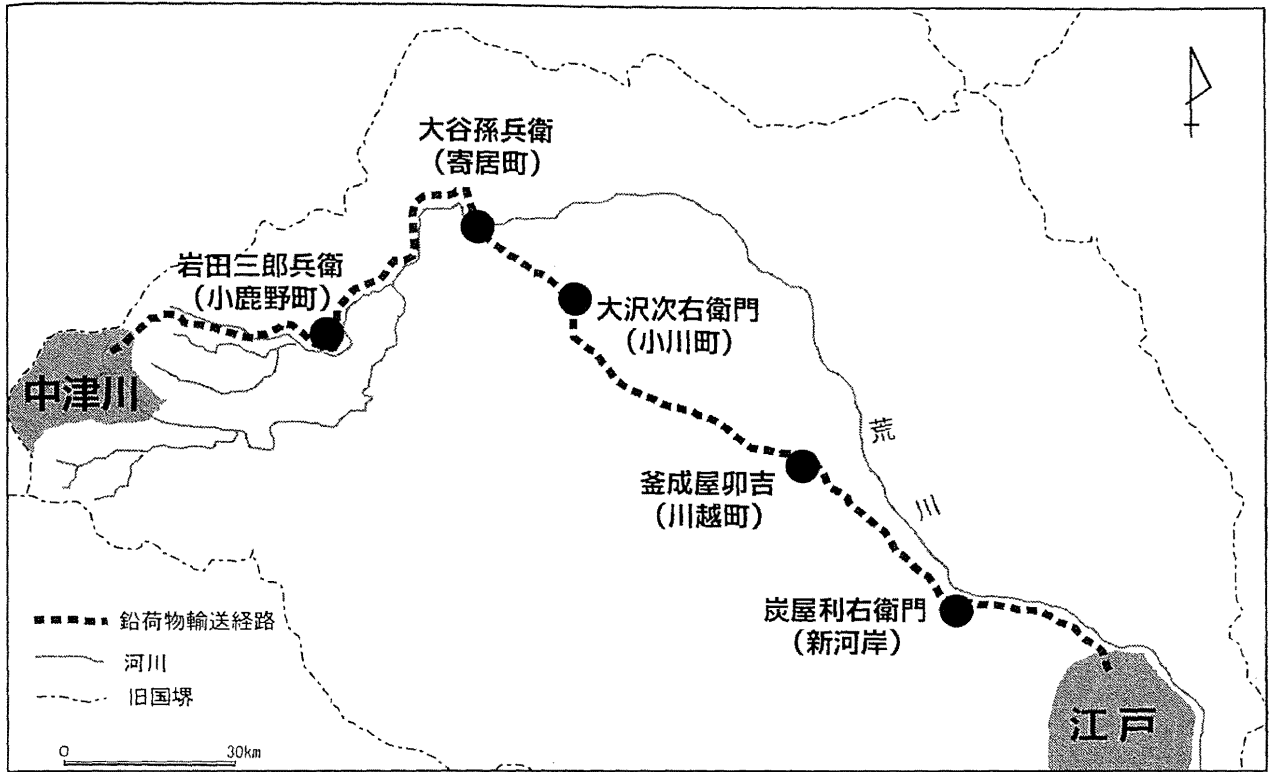 大谷孫兵衛
（寄居町）
岩田三郎兵衛
（小鹿野町）
大沢次右衛門
（小川町）
中津川
荒川
釜成屋卯吉
（川越町）
炭屋利右衛門
（新河岸）
江戸
鉛荷物輸送経路
河川
旧国堺
0 30km